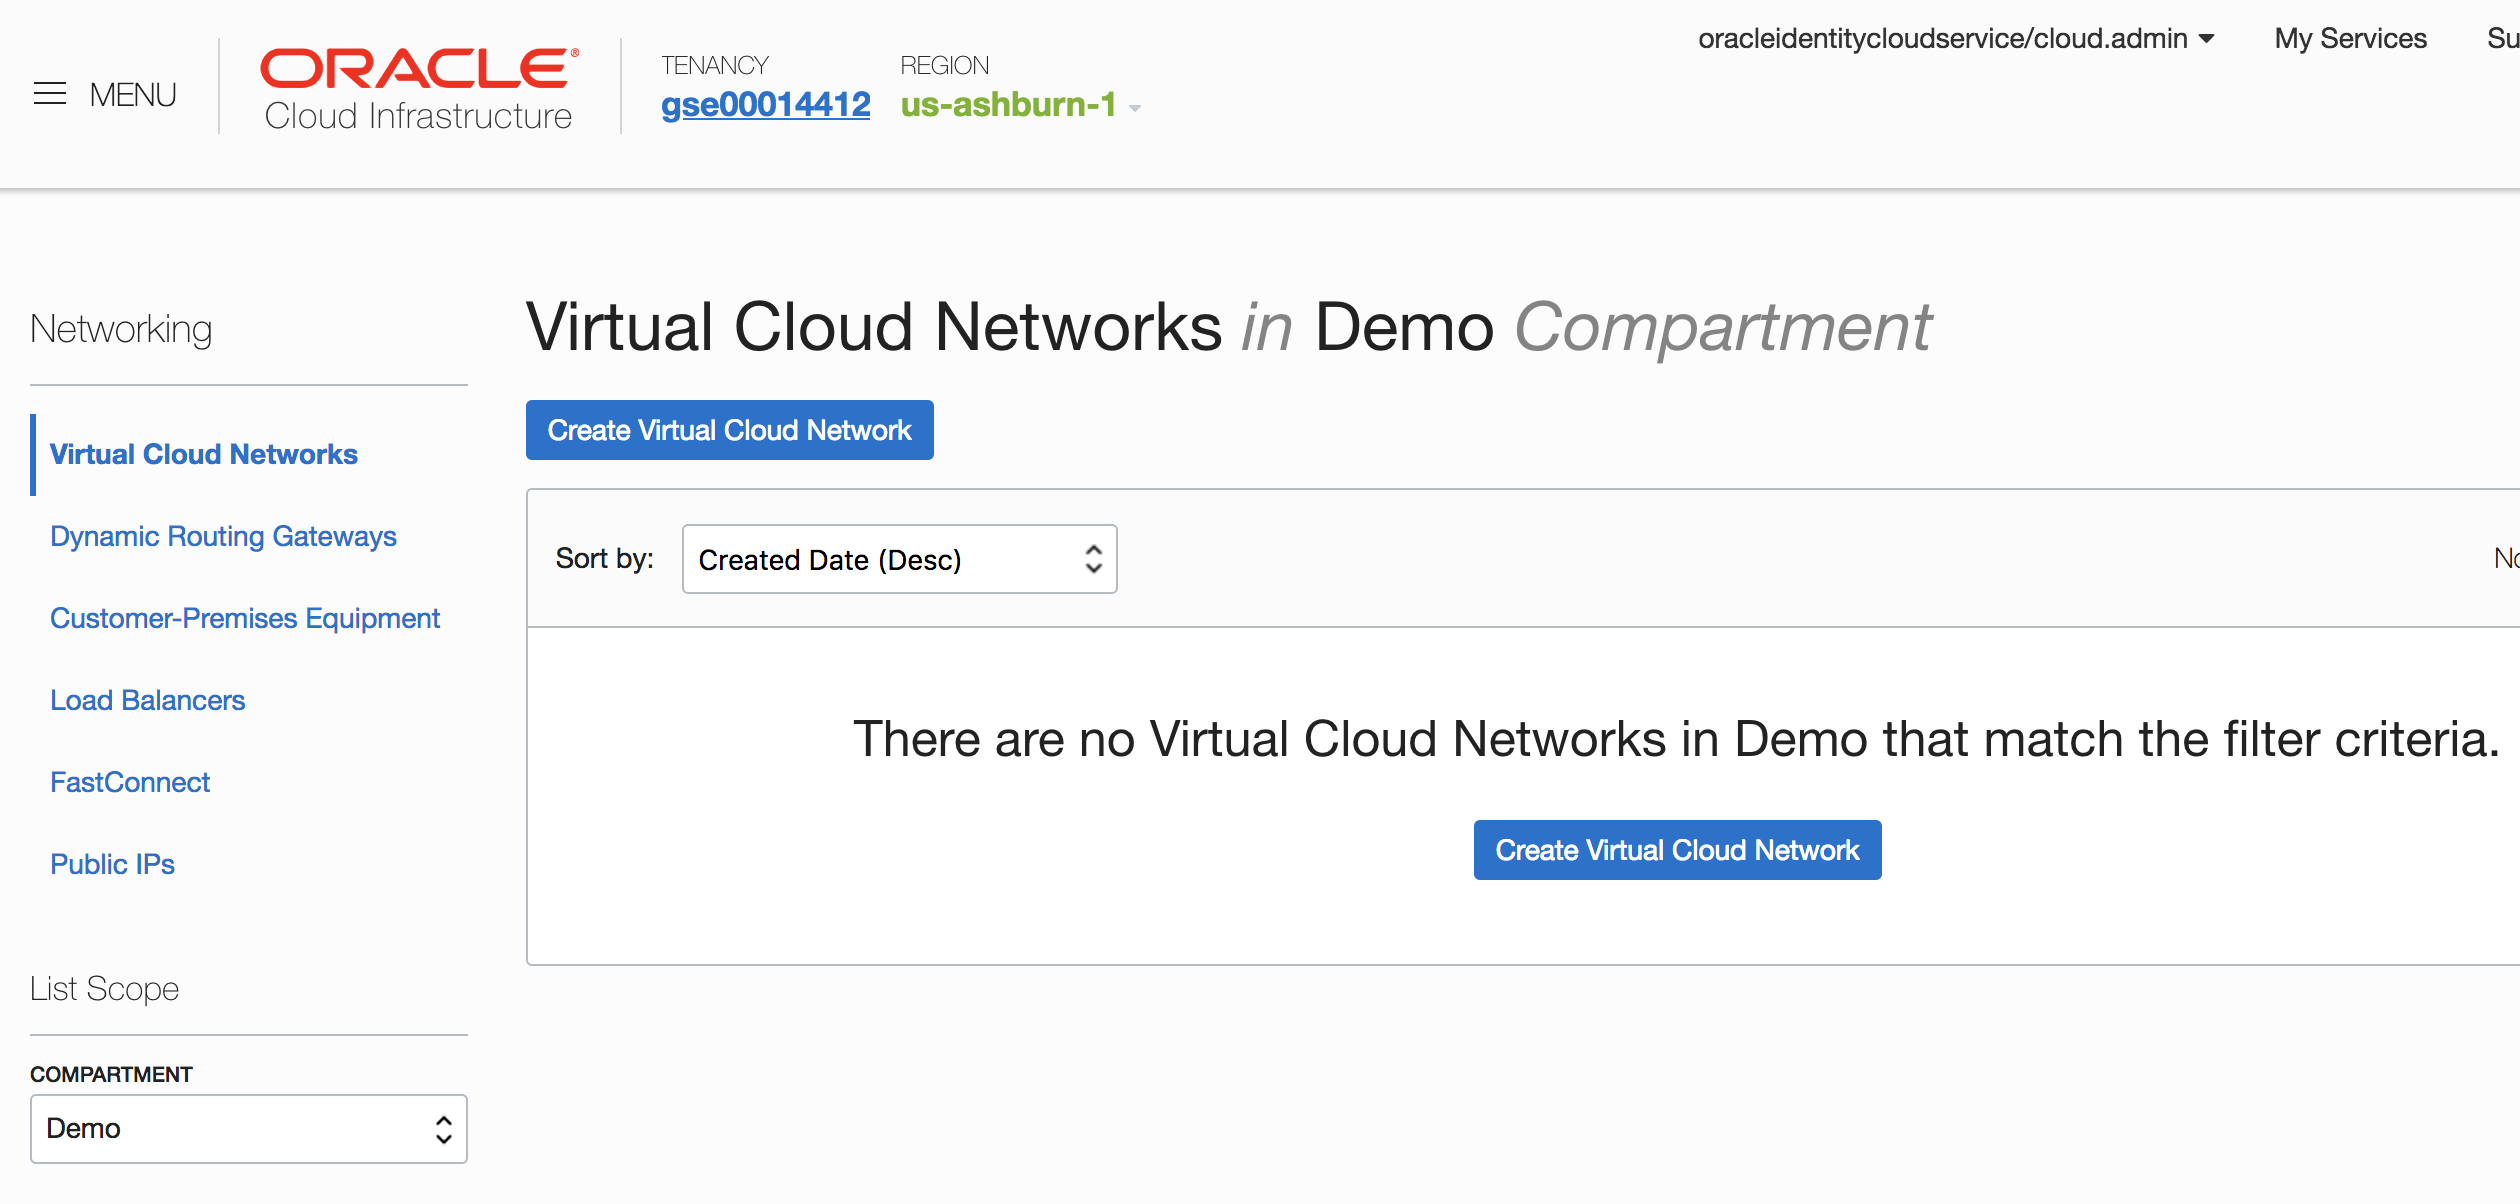 oracleidentitycloudservice/cloud.admin My Services Su
MENU
ORACLE®
Cloud Infrastructure
TENANCY
gse00014412
REGION
us-ashburn-1
Networking
Virtual Cloud Networks
Dynamic Routing Gateways
Customer-Premises Equipment
Load Balancers
FastConnect
Public IPs
List Scope
COMPARTMENT
Demo
Virtual Cloud Networks in Demo Compartment
Create Virtual Cloud Network
Sort by: Created Date (Desc) No
There are no Virtual Cloud Networks in Demo that match the filter criteria.
Create Virtual Cloud Network